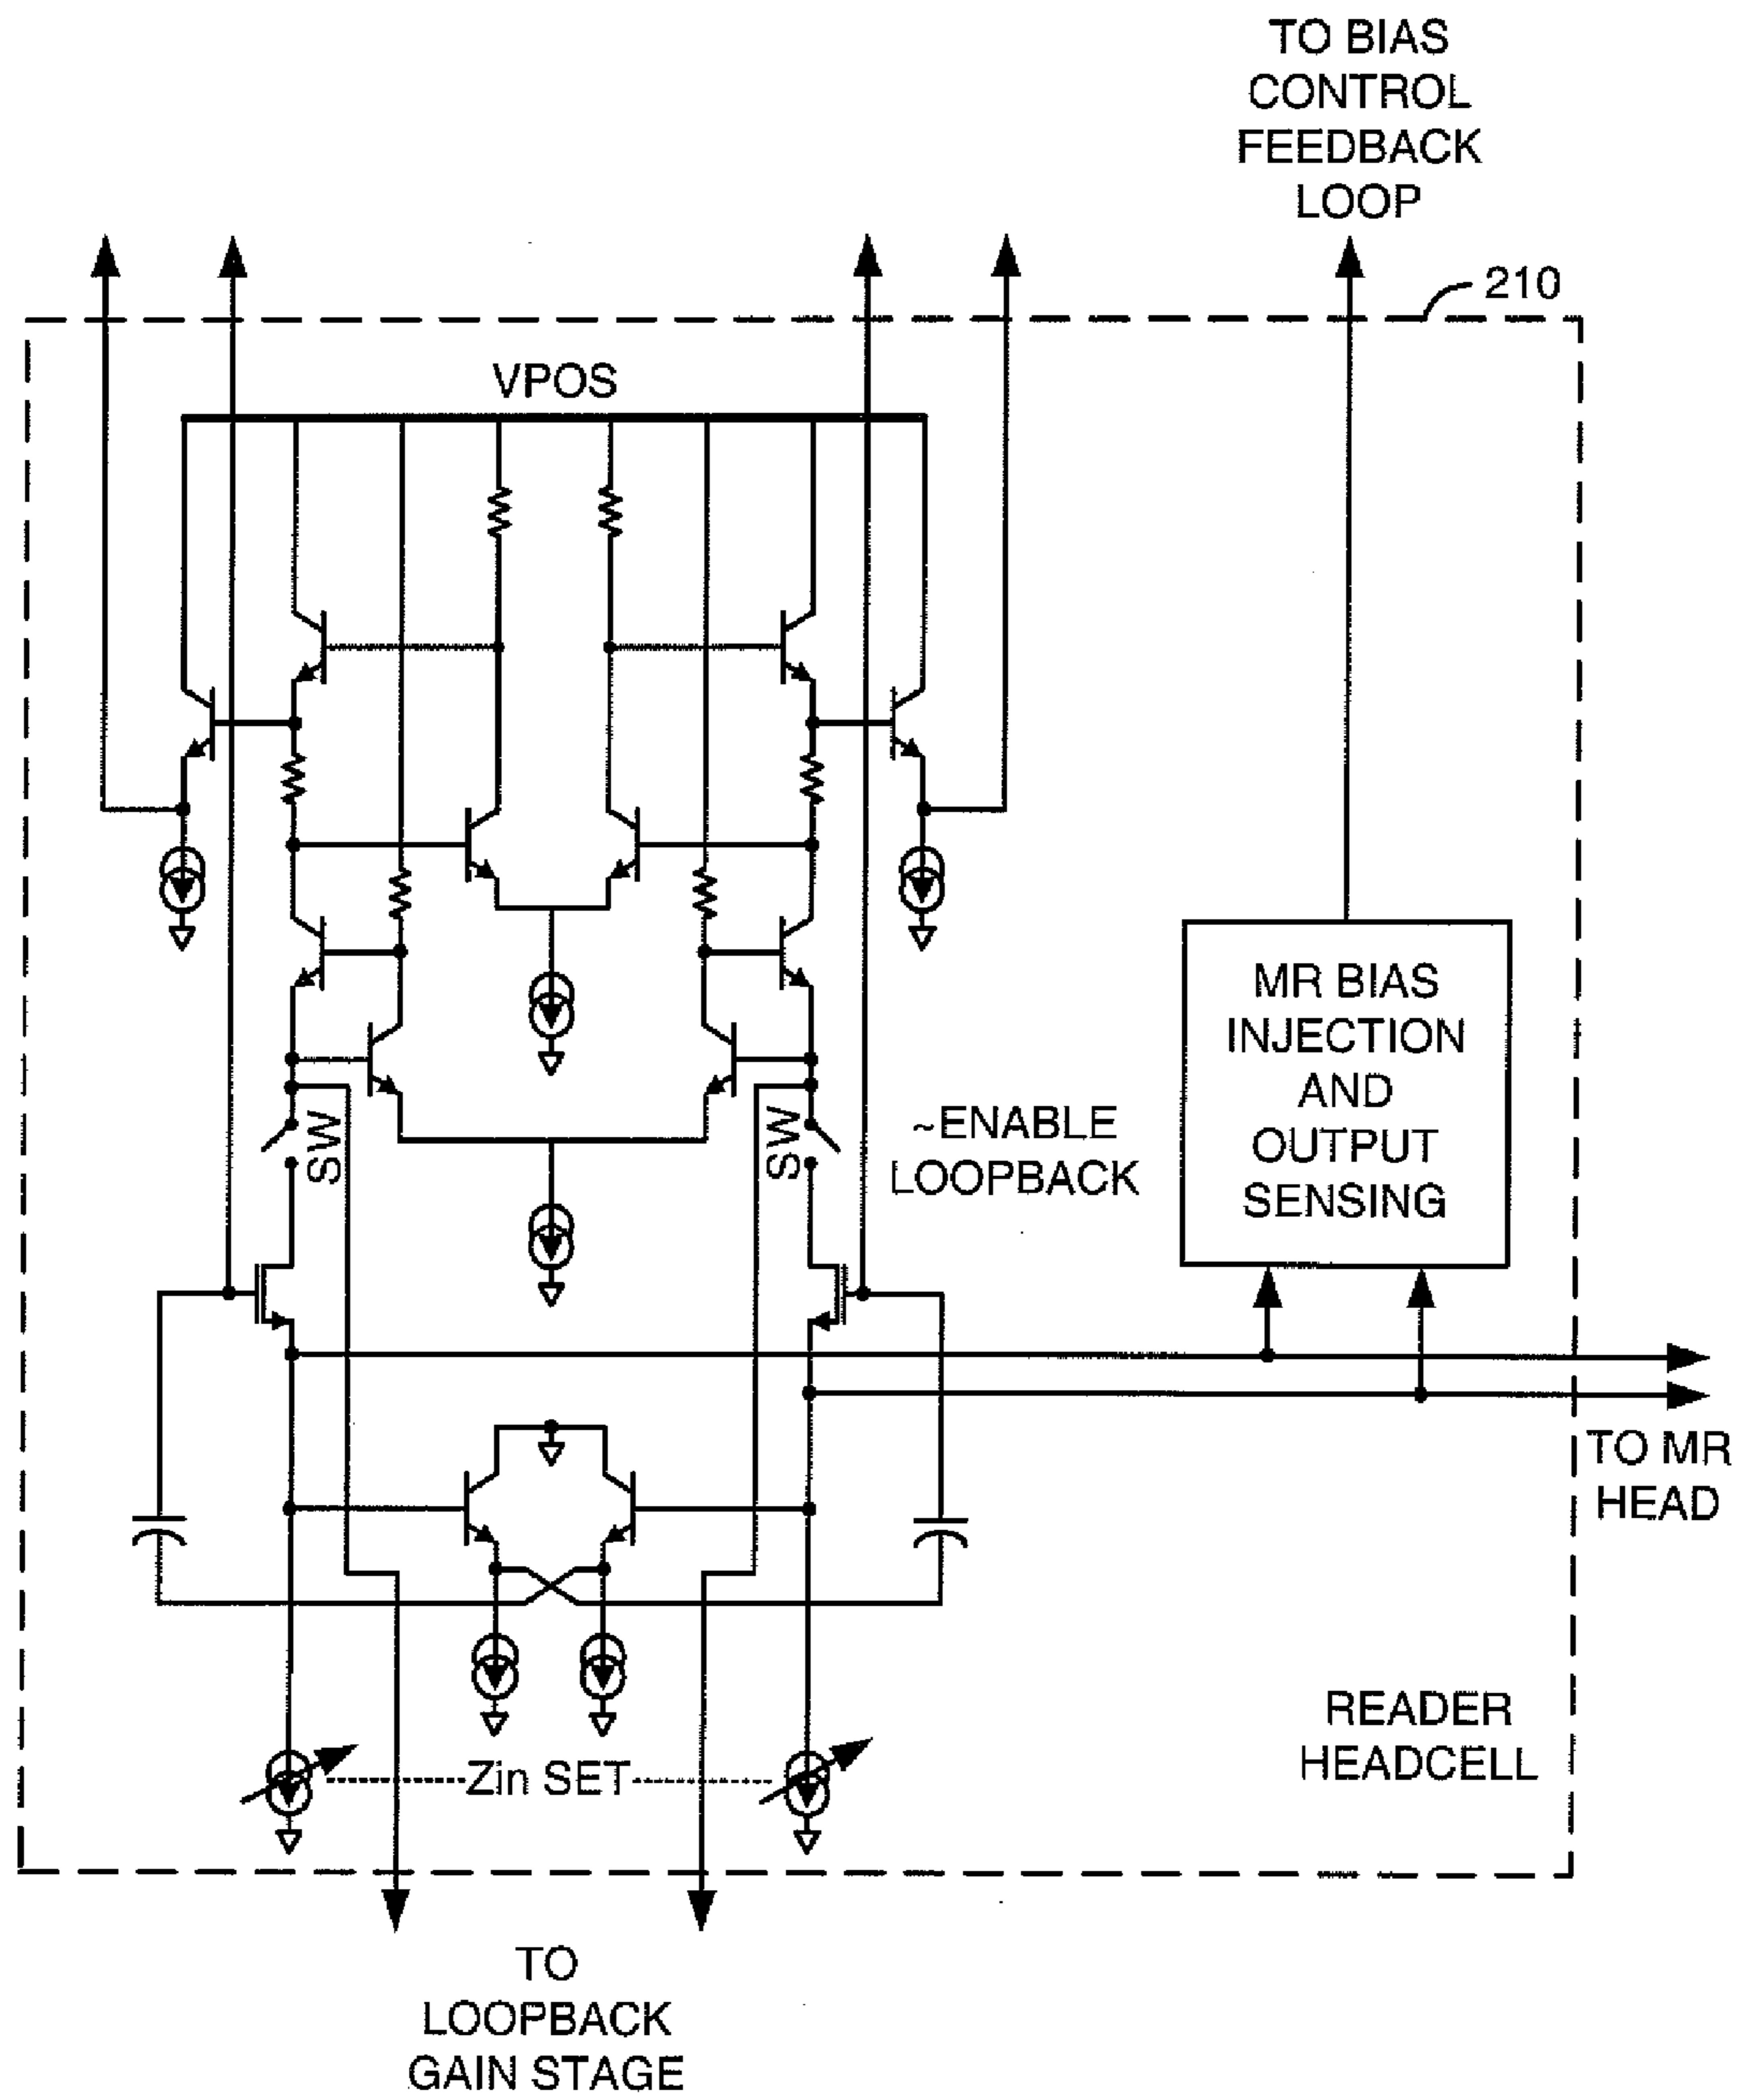 TO BIAS
CONTROL
FEEDBACK
LOOP
210
VPOS
MR BIAS
INJECTION
AND
OUTPUT
SENSING
SW
SW
~ENABLE
LOOPBACK
TO MR
HEAD
READER
HEADCELL
Zin SET
TO
LOOPBACK
GAIN STAGE